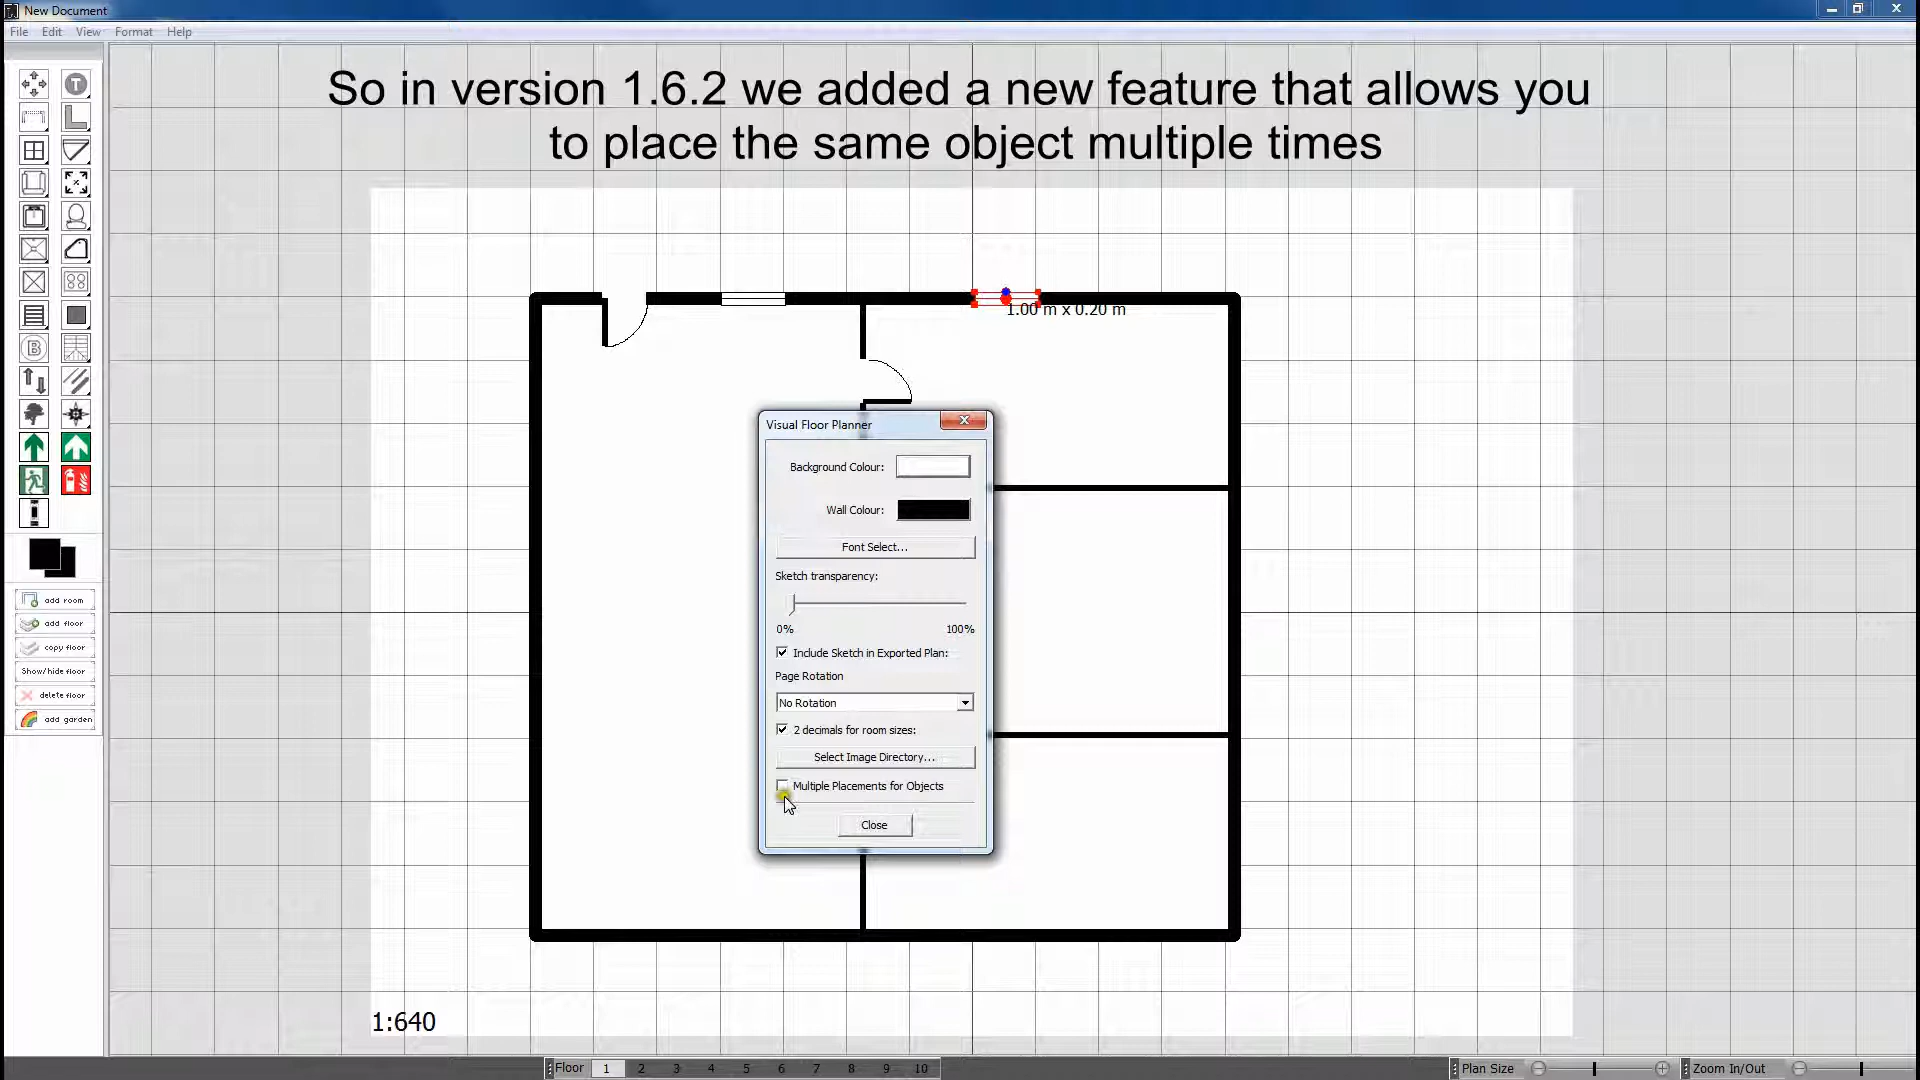 New Document
File Edit View Format Help
So in version 1.6.2 we added a new feature that allows you
to place the same object multiple times
T
1.00 m x 0.20 m
B
Visual Floor Planner
Background Colour:
Wall Colour:
Font Select...
Sketch transparency:
0% 100%
Include Sketch in Exported Plan:
Page Rotation
No Rotation
2 decimals for room sizes:
Select Image Directory...
Multiple Placements for Objects
Close
add room
add floor
copy floor
Show/hide floor
delete floor
add garden
1:640
Floor 1 2 3 4 5 6 7 8 9 10 Plan Size Zoom In/Out